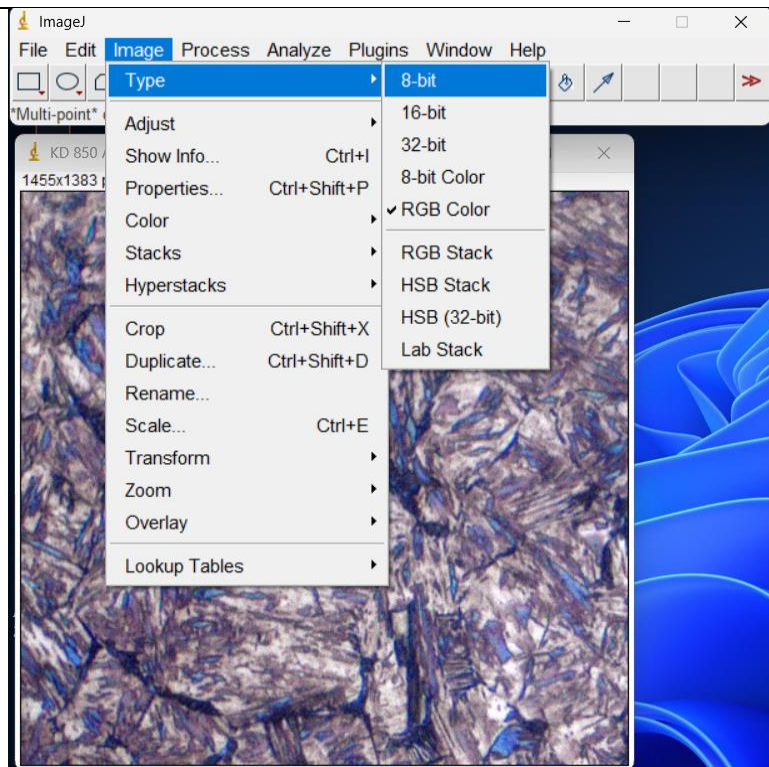 ImageJ
File Edit Image Process Analyze Plugins Window Help
*Multi-point*
KD 850
1455x1383
Type
Adjust
Show Info... Ctrl+I
Properties... Ctrl+Shift+P
Color
Stacks
Hyperstacks
Crop Ctrl+Shift+X
Duplicate... Ctrl+Shift+D
Rename...
Scale... Ctrl+E
Transform
Zoom
Overlay
Lookup Tables
8-bit
16-bit
32-bit
8-bit Color
RGB Color
RGB Stack
HSB Stack
HSB (32-bit)
Lab Stack